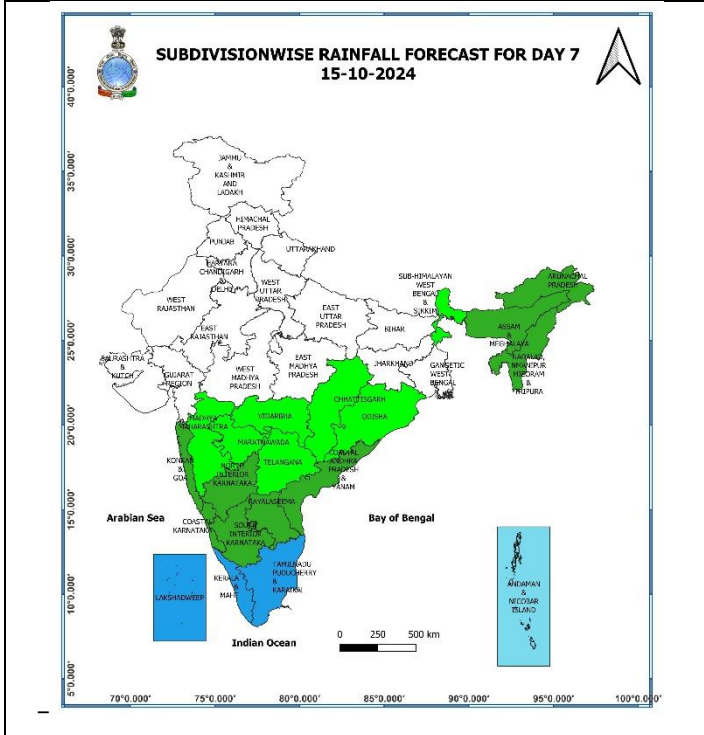 SUBDIVISIONWISE RAINFALL FORECAST FOR DAY 7
15-10-2024
40°0.000'
35°0.000'
30°0.000'
25°0.000'
20°0.000'
15°0.000'
10°0.000'
5°0.000'
JAMMU
&
KASHMIR
AND
LADAKH
HIMACHAL
PRADESH
PUNJAB
UTTARAKHAND
HARYANA
CHANDIGARH
&
DELHI
WEST
UTTAR
PRADESH
WEST
RAJASTHAN
EAST
RAJASTHAN
EAST
UTTAR
PRADESH
BIHAR
SUB-HIMALAYAN
WEST
BENGAL
&
SIKKIM
ARUNACHAL
PRADESH
ASSAM
&
MEGHALAYA
NAGALAND
MANIPUR
MIZORAM
&
TRIPURA
SAURASHTRA
&
KUTCH
GUJARAT
REGION
WEST
MADHYA
PRADESH
EAST
MADHYA
PRADESH
JHARKHAND
GANGETIC
WEST
BENGAL
CHHATTISGARH
ODISHA
MADHYA
MAHARASHTRA
VIDARBHA
MARATHWADA
TELANGANA
KONKAN
&
GOA
NORTH
INTERIOR
KARNATAKA
COASTAL
ANDHRA
PRADESH
&
YANAM
RAYALASEEMA
COASTAL
KARNATAKA
SOUTH
INTERIOR
KARNATAKA
Arabian Sea
Bay of Bengal
LAKSHADWEEP
KERALA
&
MAHE
TAMILNADU
PUDUCHERRY
&
KARAIKAL
ANDAMAN
&
NICOBAR
ISLAND
Indian Ocean
0 250 500 km
70°0.000' 75°0.000' 80°0.000' 85°0.000' 90°0.000' 95°0.000' 100°0.000'